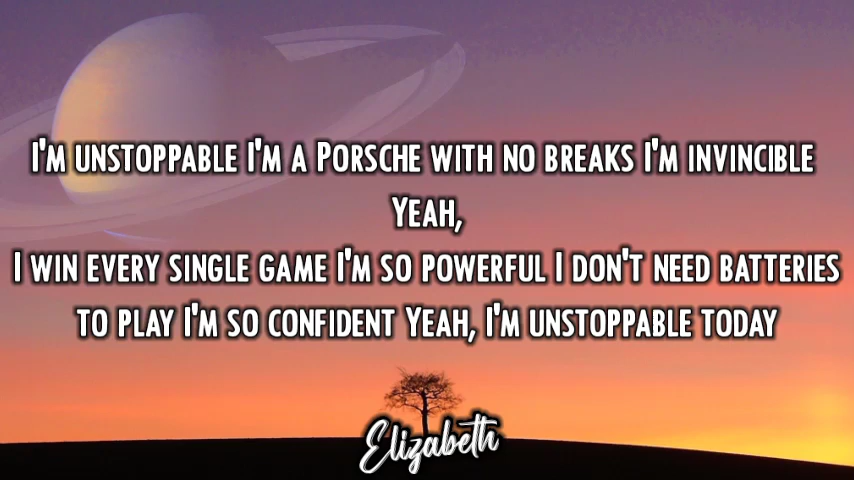 I'm unstoppable I'm a Porsche with no breaks I'm invincible
Yeah,
I win every single game I'm so powerful I don't need batteries
to play I'm so confident Yeah, I'm unstoppable today
Elizabeth